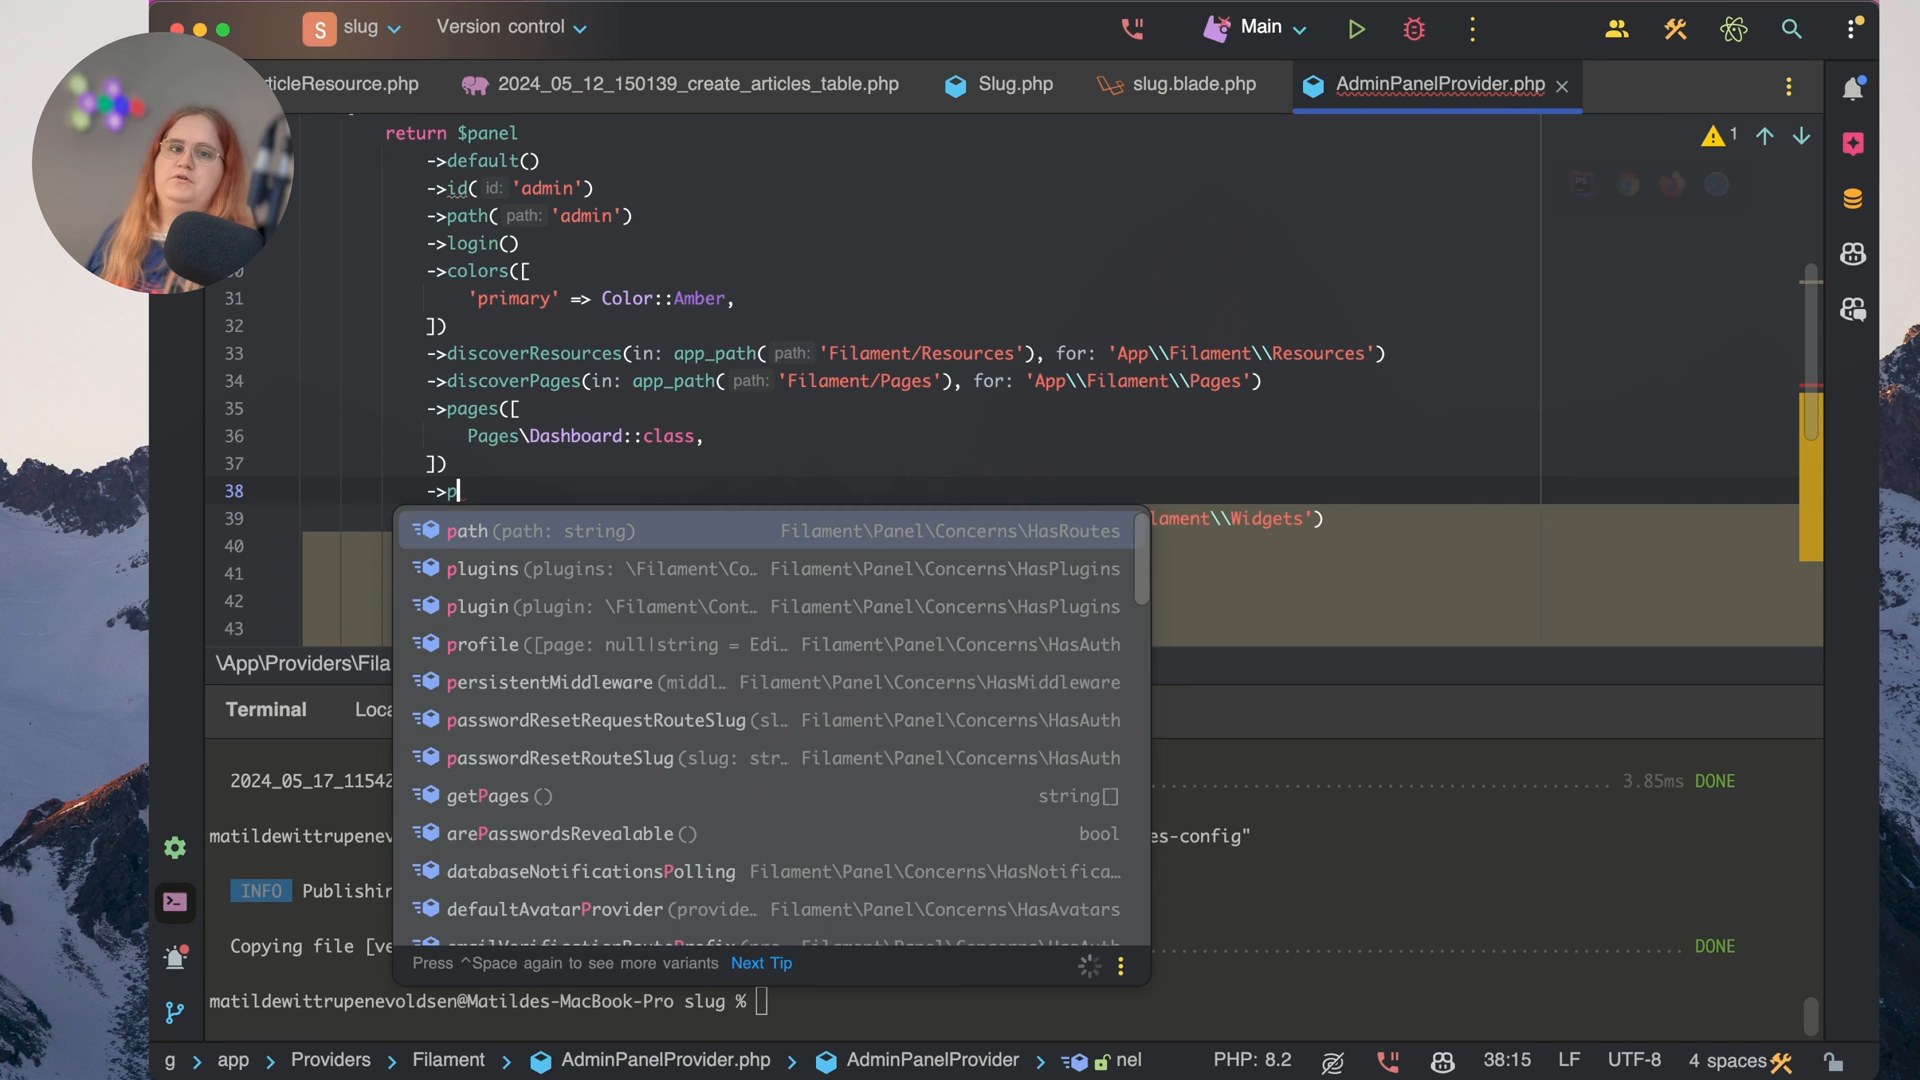 S slug Version control Main
ticleResource.php 2024_05_12_150139_create_articles_table.php Slug.php slug.blade.php AdminPanelProvider.php
return $panel
1
->default()
->id( id: 'admin')
->path( path: 'admin')
->login()
->colors([
31 'primary' => Color::Amber,
32 ])
33 ->discoverResources(in: app_path( path: 'Filament/Resources'), for: 'App\\Filament\\Resources')
34 ->discoverPages(in: app_path( path: 'Filament/Pages'), for: 'App\\Filament\\Pages')
35 ->pages([
36 Pages\Dashboard::class,
37 ])
38 ->p
39 lament\\Widgets')
40
41
42
43
path(path: string) Filament\Panel\Concerns\HasRoutes
plugins(plugins: \Filament\Co… Filament\Panel\Concerns\HasPlugins
plugin(plugin: \Filament\Cont… Filament\Panel\Concerns\HasPlugins
profile([page: null|string = Edi… Filament\Panel\Concerns\HasAuth
persistentMiddleware(middl… Filament\Panel\Concerns\HasMiddleware
passwordResetRequestRouteSlug(sl… Filament\Panel\Concerns\HasAuth
passwordResetRouteSlug(slug: str… Filament\Panel\Concerns\HasAuth
getPages() string[]
arePasswordsRevealable() bool
databaseNotificationsPolling Filament\Panel\Concerns\HasNotifica…
defaultAvatarProvider(provide… Filament\Panel\Concerns\HasAvatars
Press ^Space again to see more variants Next Tip
\App\Providers\Fila
Terminal Loca
2024_05_17_11542 3.85ms DONE
matildewittrupenev es-config"
INFO Publishin
Copying file [ve DONE
matildewittrupenevoldsen@Matildes-MacBook-Pro slug %
g > app > Providers > Filament > AdminPanelProvider.php > AdminPanelProvider > nel PHP: 8.2 38:15 LF UTF-8 4 spaces